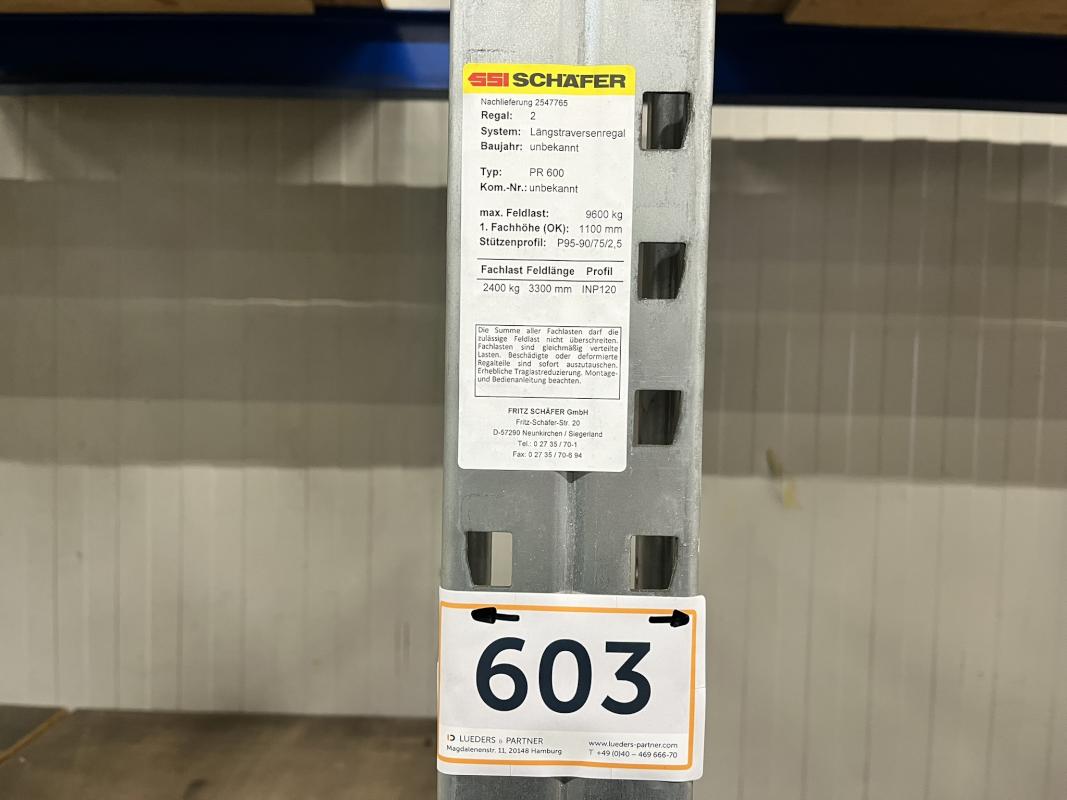 SSI SCHÄFER
Nachlieferung 2547765
Regal: 2
System: Längstraversenregal
Baujahr: unbekannt
Typ: PR 600
Kom.-Nr.: unbekannt
max. Feldlast: 9600 kg
1. Fachhöhe (OK): 1100 mm
Stützenprofil: P95-90/75/2,5
Fachlast Feldlänge Profil
2400 kg 3300 mm INP120
Die Summe aller Fachlasten darf die
zulässige Feldlast nicht überschreiten.
Fachlasten sind gleichmäßig verteilte
Lasten. Beschädigte oder deformierte
Regalteile sind sofort auszutauschen.
Erhebliche Traglastreduzierung. Montage-
und Bedienanleitung beachten.
FRITZ SCHÄFER GmbH
Fritz-Schäfer-Str. 20
D-57290 Neunkirchen / Siegerland
Tel.: 0 27 35 / 70-1
Fax: 0 27 35 / 70-6 94
603
LUEDERS & PARTNER
Magdalenenstr. 11, 20148 Hamburg
www.lueders-partner.com
T +49 (0)40 – 469 666-70